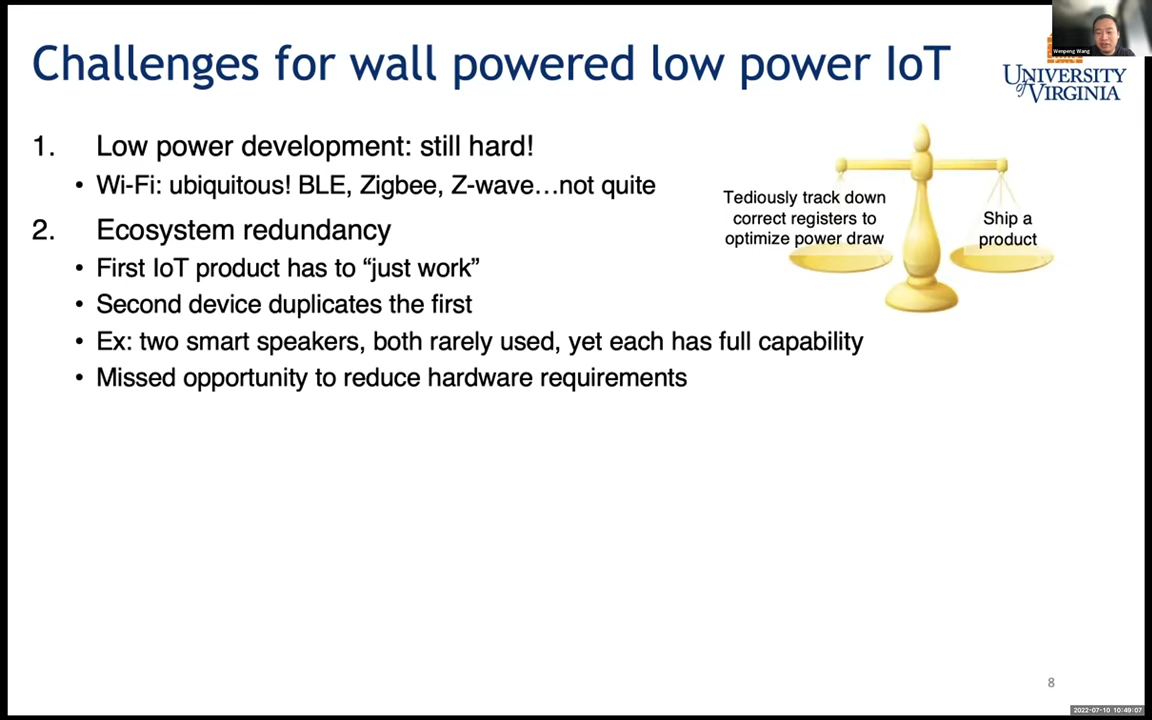 Challenges for wall powered low power IoT
Wenpeng Wang
UNIVERSITY
of VIRGINIA
1. Low power development: still hard!
• Wi-Fi: ubiquitous! BLE, Zigbee, Z-wave…not quite
2. Ecosystem redundancy
• First IoT product has to “just work”
• Second device duplicates the first
• Ex: two smart speakers, both rarely used, yet each has full capability
• Missed opportunity to reduce hardware requirements
Tediously track down
correct registers to
optimize power draw
Ship a
product
8
2022-07-10 10:49:07